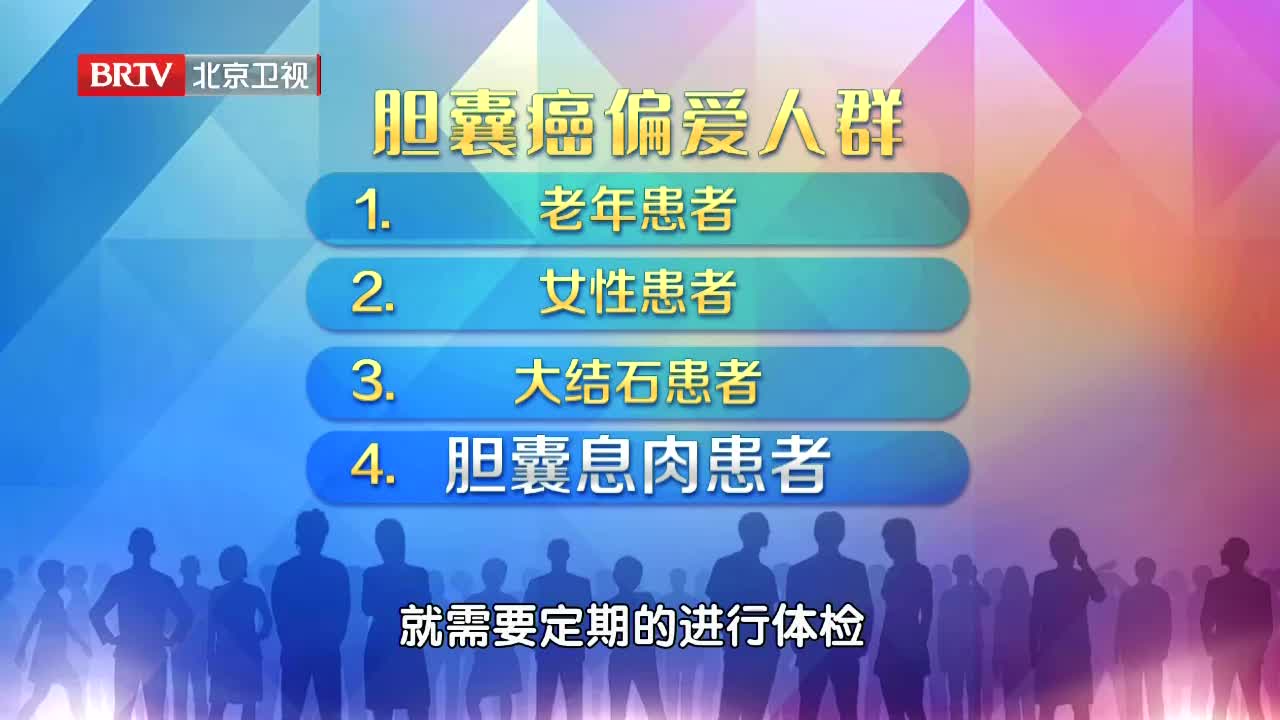 BRTV 北京卫视
胆囊癌偏爱人群
1. 老年患者
2. 女性患者
3. 大结石患者
4. 胆囊息肉患者
就需要定期的进行体检